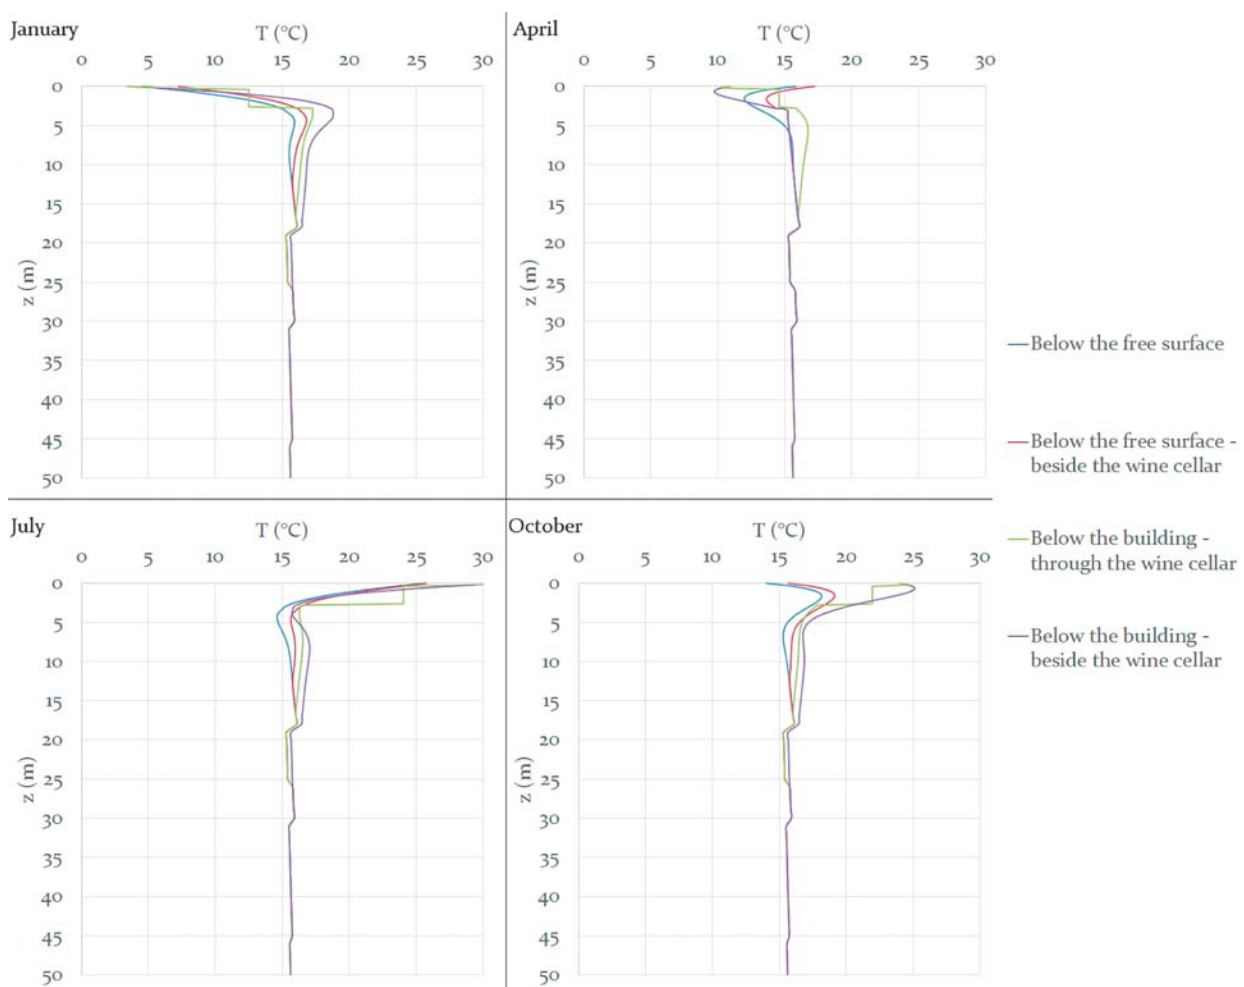 January
T (°C)
0 5 10 15 20 25 30
0
5
10
15
20
25
30
35
40
45
50
z (m)
April
T (°C)
0 5 10 15 20 25 30
0
5
10
15
20
25
30
35
40
45
50
z (m)
July
T (°C)
0 5 10 15 20 25 30
0
5
10
15
20
25
30
35
40
45
50
z (m)
October
T (°C)
0 5 10 15 20 25 30
0
5
10
15
20
25
30
35
40
45
50
z (m)
Below the free surface
Below the free surface -
beside the wine cellar
Below the building -
through the wine cellar
Below the building -
beside the wine cellar